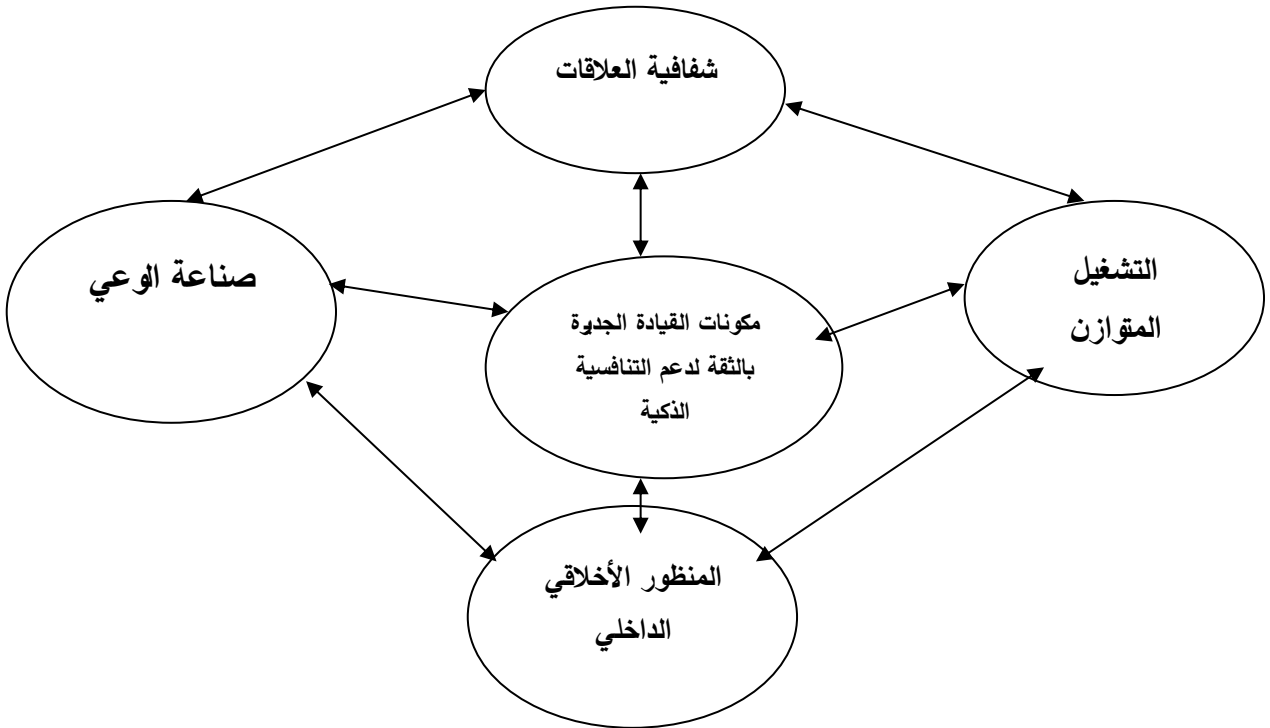 شفافية العلاقات
صناعة الوعي
التشغيل
المتوازن
مكونات القيادة الجديرة
بالثقة لدعم التنافسية
الذكية
المنظور الأخلاقي
الداخلي